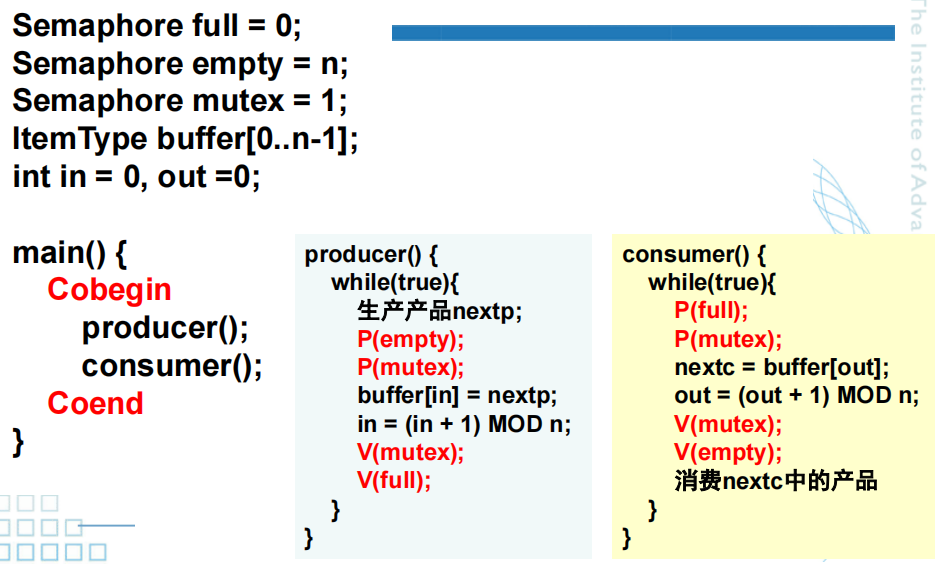 Semaphore full = 0;
Semaphore empty = n;
Semaphore mutex = 1;
ItemType buffer[0..n-1];
int in = 0, out =0;
main() {
Cobegin
producer();
consumer();
Coend
}
producer() {
while(true){
生产产品nextp;
P(empty);
P(mutex);
buffer[in] = nextp;
in = (in + 1) MOD n;
V(mutex);
V(full);
}
}
consumer() {
while(true){
P(full);
P(mutex);
nextc = buffer[out];
out = (out + 1) MOD n;
V(mutex);
V(empty);
消费nextc中的产品
}
}
The Institute of Adva